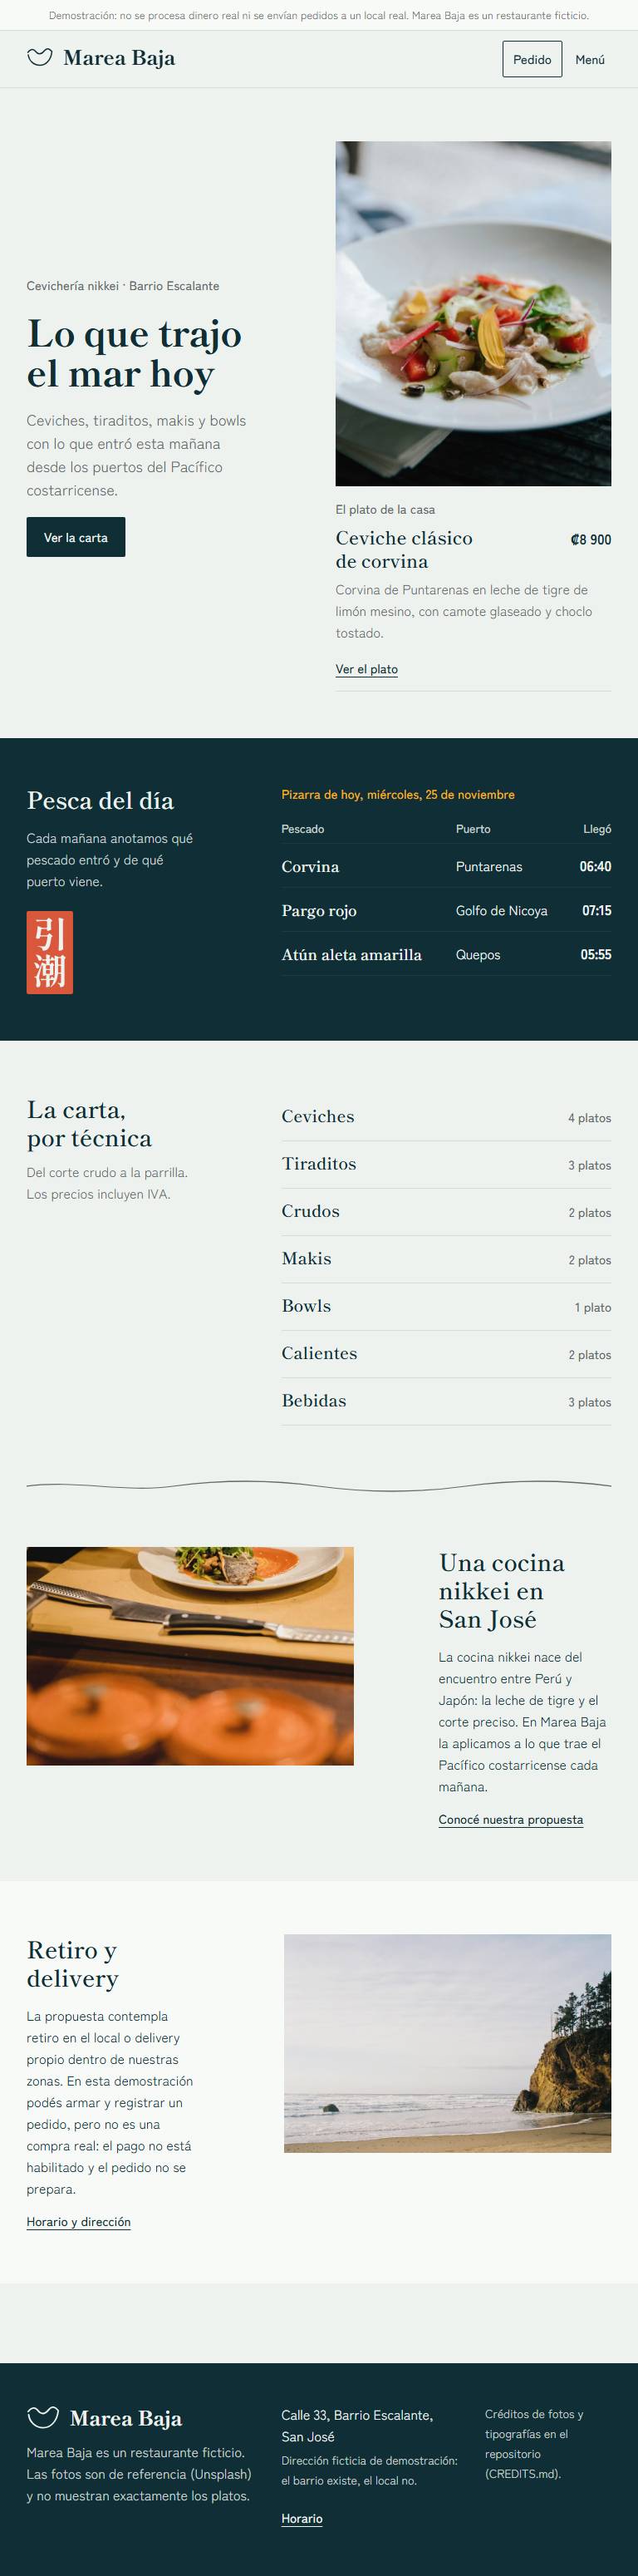 Demostración: no se procesa dinero real ni se envían pedidos a un local real. Marea Baja es un restaurante ficticio.
Marea Baja
Pedido
Menú
Cevichería nikkei · Barrio Escalante
Lo que trajo
el mar hoy
Ceviches, tiraditos, makis y bowls
con lo que entró esta mañana
desde los puertos del Pacífico
costarricense.
Ver la carta
El plato de la casa
Ceviche clásico
de corvina
₡8 900
Corvina de Puntarenas en leche de tigre de
limón mesino, con camote glaseado y choclo
tostado.
Ver el plato
Pesca del día
Cada mañana anotamos qué
pescado entró y de qué
puerto viene.
引
潮
Pizarra de hoy, miércoles, 25 de noviembre
Pescado Puerto Llegó
Corvina Puntarenas 06:40
Pargo rojo Golfo de Nicoya 07:15
Atún aleta amarilla Quepos 05:55
La carta,
por técnica
Del corte crudo a la parrilla.
Los precios incluyen IVA.
Ceviches 4 platos
Tiraditos 3 platos
Crudos 2 platos
Makis 2 platos
Bowls 1 plato
Calientes 2 platos
Bebidas 3 platos
Una cocina
nikkei en
San José
La cocina nikkei nace del
encuentro entre Perú y
Japón: la leche de tigre y el
corte preciso. En Marea Baja
la aplicamos a lo que trae el
Pacífico costarricense cada
mañana.
Conocé nuestra propuesta
Retiro y
delivery
La propuesta contempla
retiro en el local o delivery
propio dentro de nuestras
zonas. En esta demostración
podés armar y registrar un
pedido, pero no es una
compra real: el pago no está
habilitado y el pedido no se
prepara.
Horario y dirección
Marea Baja
Marea Baja es un restaurante ficticio.
Las fotos son de referencia (Unsplash)
y no muestran exactamente los platos.
Calle 33, Barrio Escalante,
San José
Dirección ficticia de demostración:
el barrio existe, el local no.
Horario
Créditos de fotos y
tipografías en el
repositorio
(CREDITS.md).